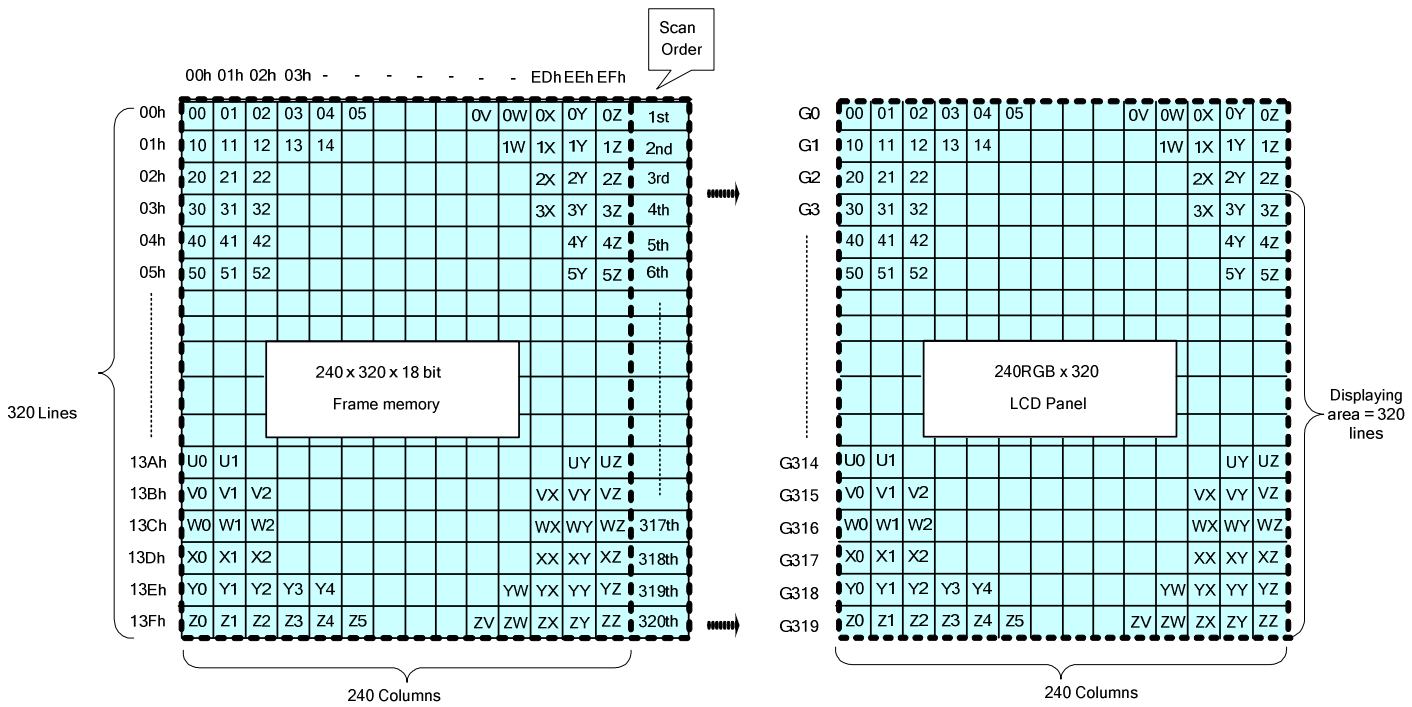 Scan
Order
00h 01h 02h 03h - - - - - - - EDh EEh EFh
00h 00 01 02 03 04 05 0V 0W 0X 0Y 0Z 1st
01h 10 11 12 13 14 1W 1X 1Y 1Z 2nd
02h 20 21 22 2X 2Y 2Z 3rd
03h 30 31 32 3X 3Y 3Z 4th
04h 40 41 42 4Y 4Z 5th
05h 50 51 52 5Y 5Z 6th
240 x 320 x 18 bit
Frame memory
320 Lines
13Ah U0 U1 UY UZ
13Bh V0 V1 V2 VX VY VZ
13Ch W0 W1 W2 WX WY WZ 317th
13Dh X0 X1 X2 XX XY XZ 318th
13Eh Y0 Y1 Y2 Y3 Y4 YW YX YY YZ 319th
13Fh Z0 Z1 Z2 Z3 Z4 Z5 ZV ZW ZX ZY ZZ 320th
240 Columns
G0 00 01 02 03 04 05 0V 0W 0X 0Y 0Z
G1 10 11 12 13 14 1W 1X 1Y 1Z
G2 20 21 22 2X 2Y 2Z
G3 30 31 32 3X 3Y 3Z
40 41 42 4Y 4Z
50 51 52 5Y 5Z
240RGB x 320
LCD Panel
Displaying
area = 320
lines
G314 U0 U1 UY UZ
G315 V0 V1 V2 VX VY VZ
G316 W0 W1 W2 WX WY WZ
G317 X0 X1 X2 XX XY XZ
G318 Y0 Y1 Y2 Y3 Y4 YW YX YY YZ
G319 Z0 Z1 Z2 Z3 Z4 Z5 ZV ZW ZX ZY ZZ
240 Columns